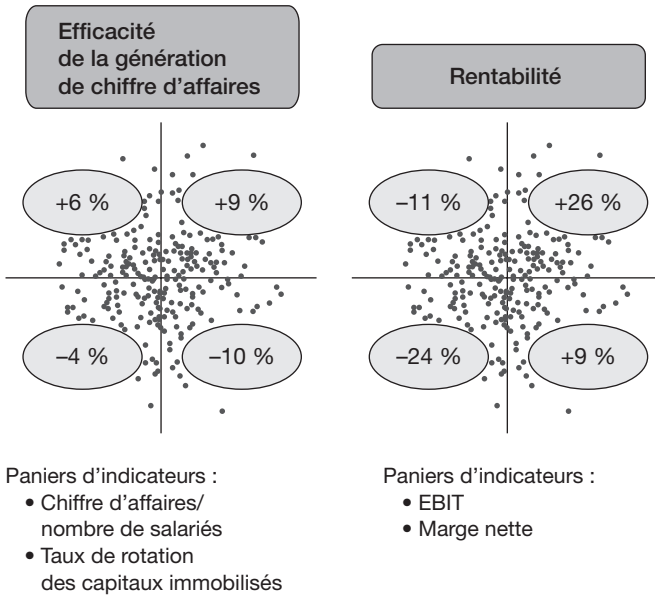 Efficacité
de la génération
de chiffre d’affaires
Rentabilité
+6 %
+9 %
–4 %
–10 %
–11 %
+26 %
–24 %
+9 %
Paniers d’indicateurs :
• Chiffre d’affaires/
nombre de salariés
• Taux de rotation
des capitaux immobilisés
Paniers d’indicateurs :
• EBIT
• Marge nette